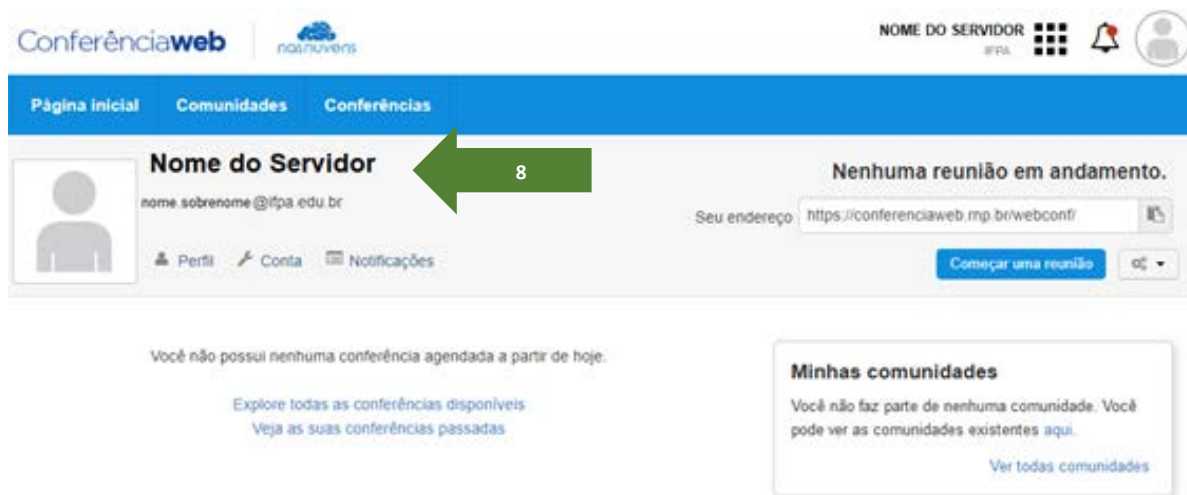 Conferênciaweb
nasnuvens
NOME DO SERVIDOR
IFPA
Página inicial Comunidades Conferências
Nome do Servidor
8
Nenhuma reunião em andamento.
nome.sobrenome@ifpa.edu.br
Seu endereço https://conferenciaweb.rnp.br/webconf/
Perfil Conta Notificações
Começar uma reunião
Você não possui nenhuma conferência agendada a partir de hoje.
Explore todas as conferências disponíveis
Veja as suas conferências passadas
Minhas comunidades
Você não faz parte de nenhuma comunidade. Você
pode ver as comunidades existentes aqui.
Ver todas comunidades